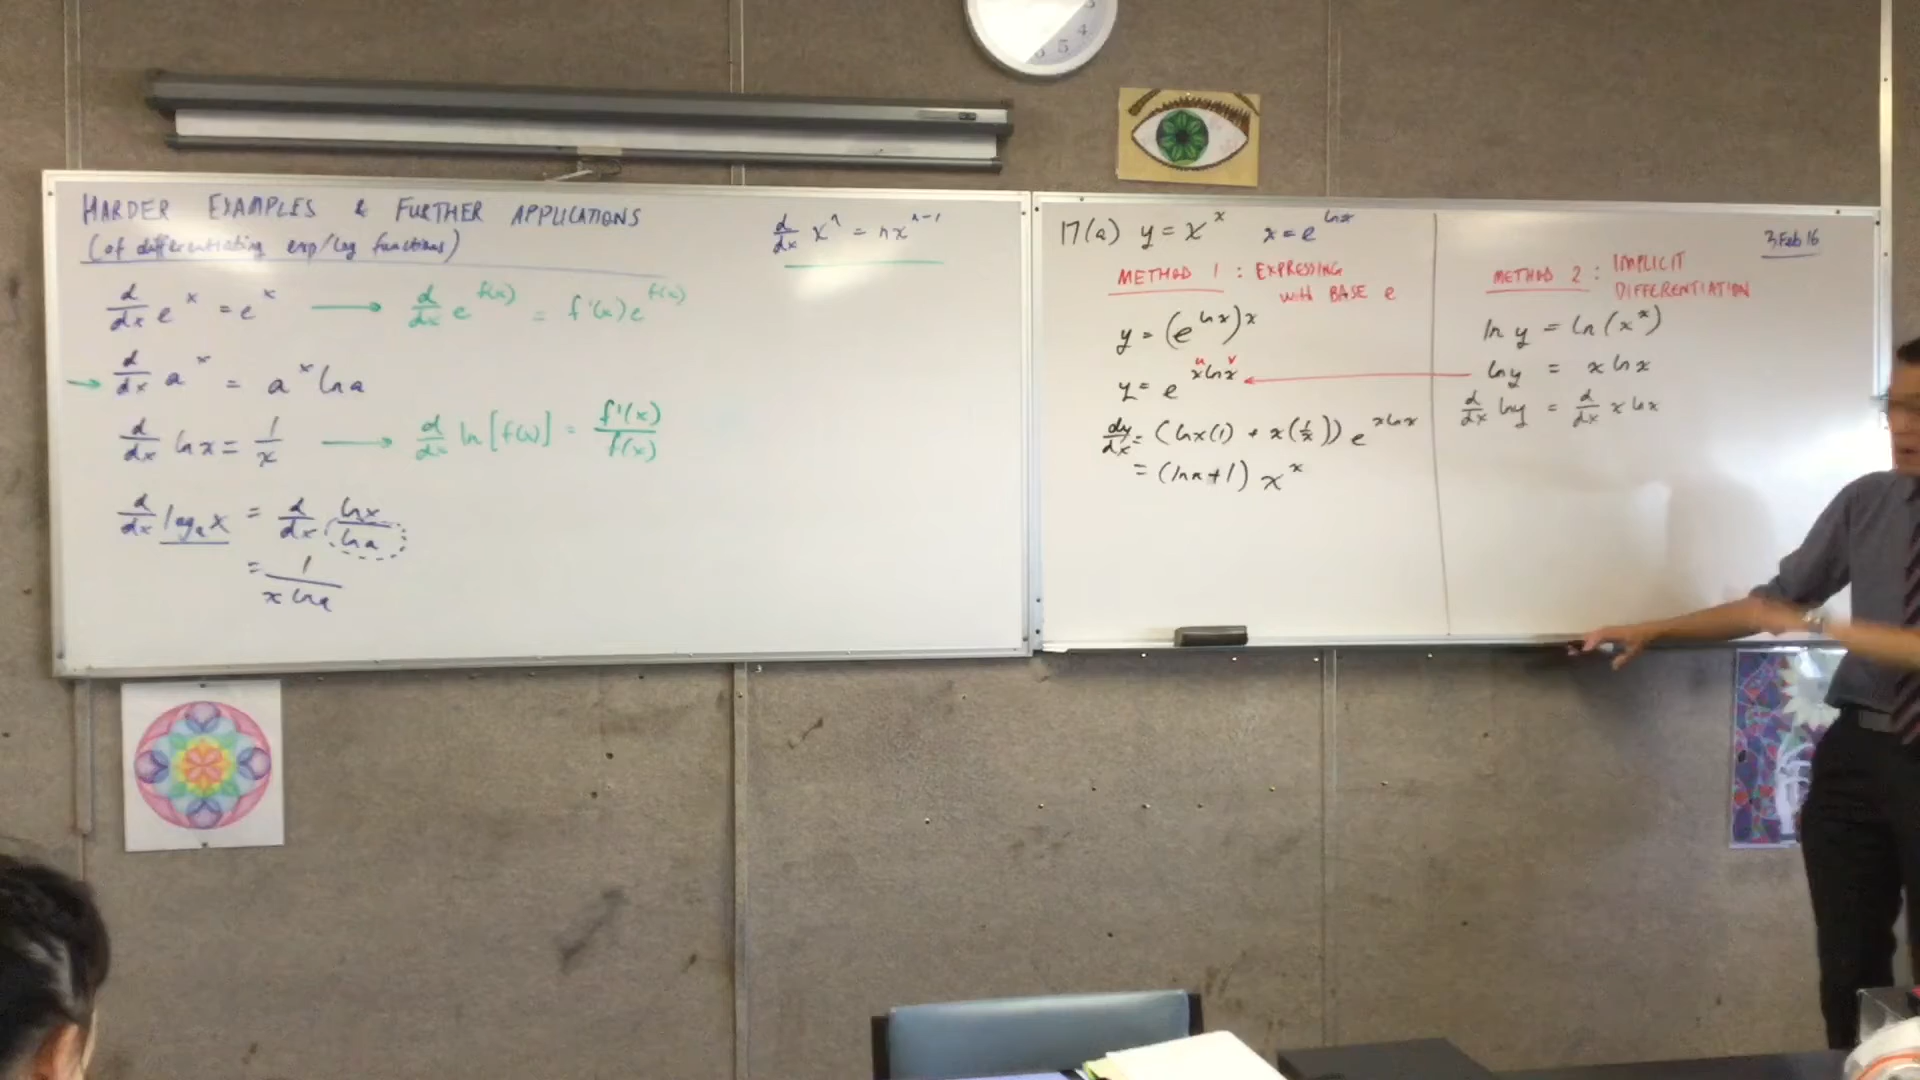 HARDER EXAMPLES & FURTHER APPLICATIONS
(of differentiating exp/log functions)
d/dx e^x = e^x ⟶ d/dx e^f(x) = f'(x)e^f(x)
→ d/dx a^x = a^x ln a
d/dx ln x = 1/x ⟶ d/dx ln[f(x)] = f'(x)/f(x)
d/dx log_a x = d/dx ln x/ln a
= 1/(x ln a)
d/dx x^n = nx^(n-1)
17(a) y = x^x x = e^(ln x)
METHOD 1 : EXPRESSING
with BASE e
y = (e^(ln x))^x
u v
y = e^(x ln x)
dy/dx = (ln x(1) + x(1/x)) e^(x ln x)
= (ln x + 1) x^x
3 Feb 16
METHOD 2 : IMPLICIT
DIFFERENTIATION
ln y = ln(x^x)
ln y = x ln x
d/dx ln y = d/dx x ln x